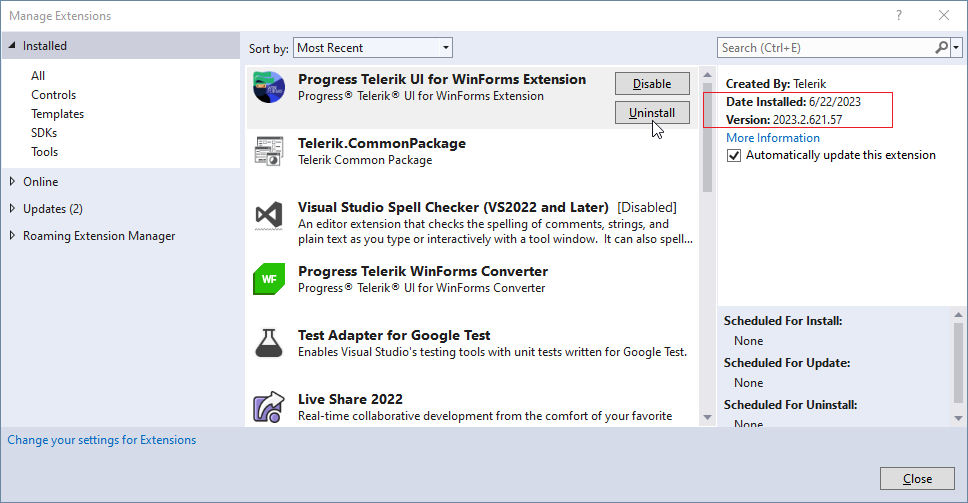 Manage Extensions
Installed
All
Controls
Templates
SDKs
Tools
Online
Updates (2)
Roaming Extension Manager
Sort by: Most Recent
Progress Telerik UI for WinForms Extension
Progress® Telerik® UI for WinForms Extension
Disable
Uninstall
Telerik.CommonPackage
Telerik Common Package
Visual Studio Spell Checker (VS2022 and Later) [Disabled]
An editor extension that checks the spelling of comments, strings, and
plain text as you type or interactively with a tool window. It can also spell...
WF
Progress Telerik WinForms Converter
Progress® Telerik® UI for WinForms Converter
Test Adapter for Google Test
Enables Visual Studio's testing tools with unit tests written for Google Test.
Live Share 2022
Real-time collaborative development from the comfort of your favorite
Search (Ctrl+E)
Created By: Telerik
Date Installed: 6/22/2023
Version: 2023.2.621.57
More Information
Automatically update this extension
Scheduled For Install:
None
Scheduled For Update:
None
Scheduled For Uninstall:
None
Change your settings for Extensions
Close